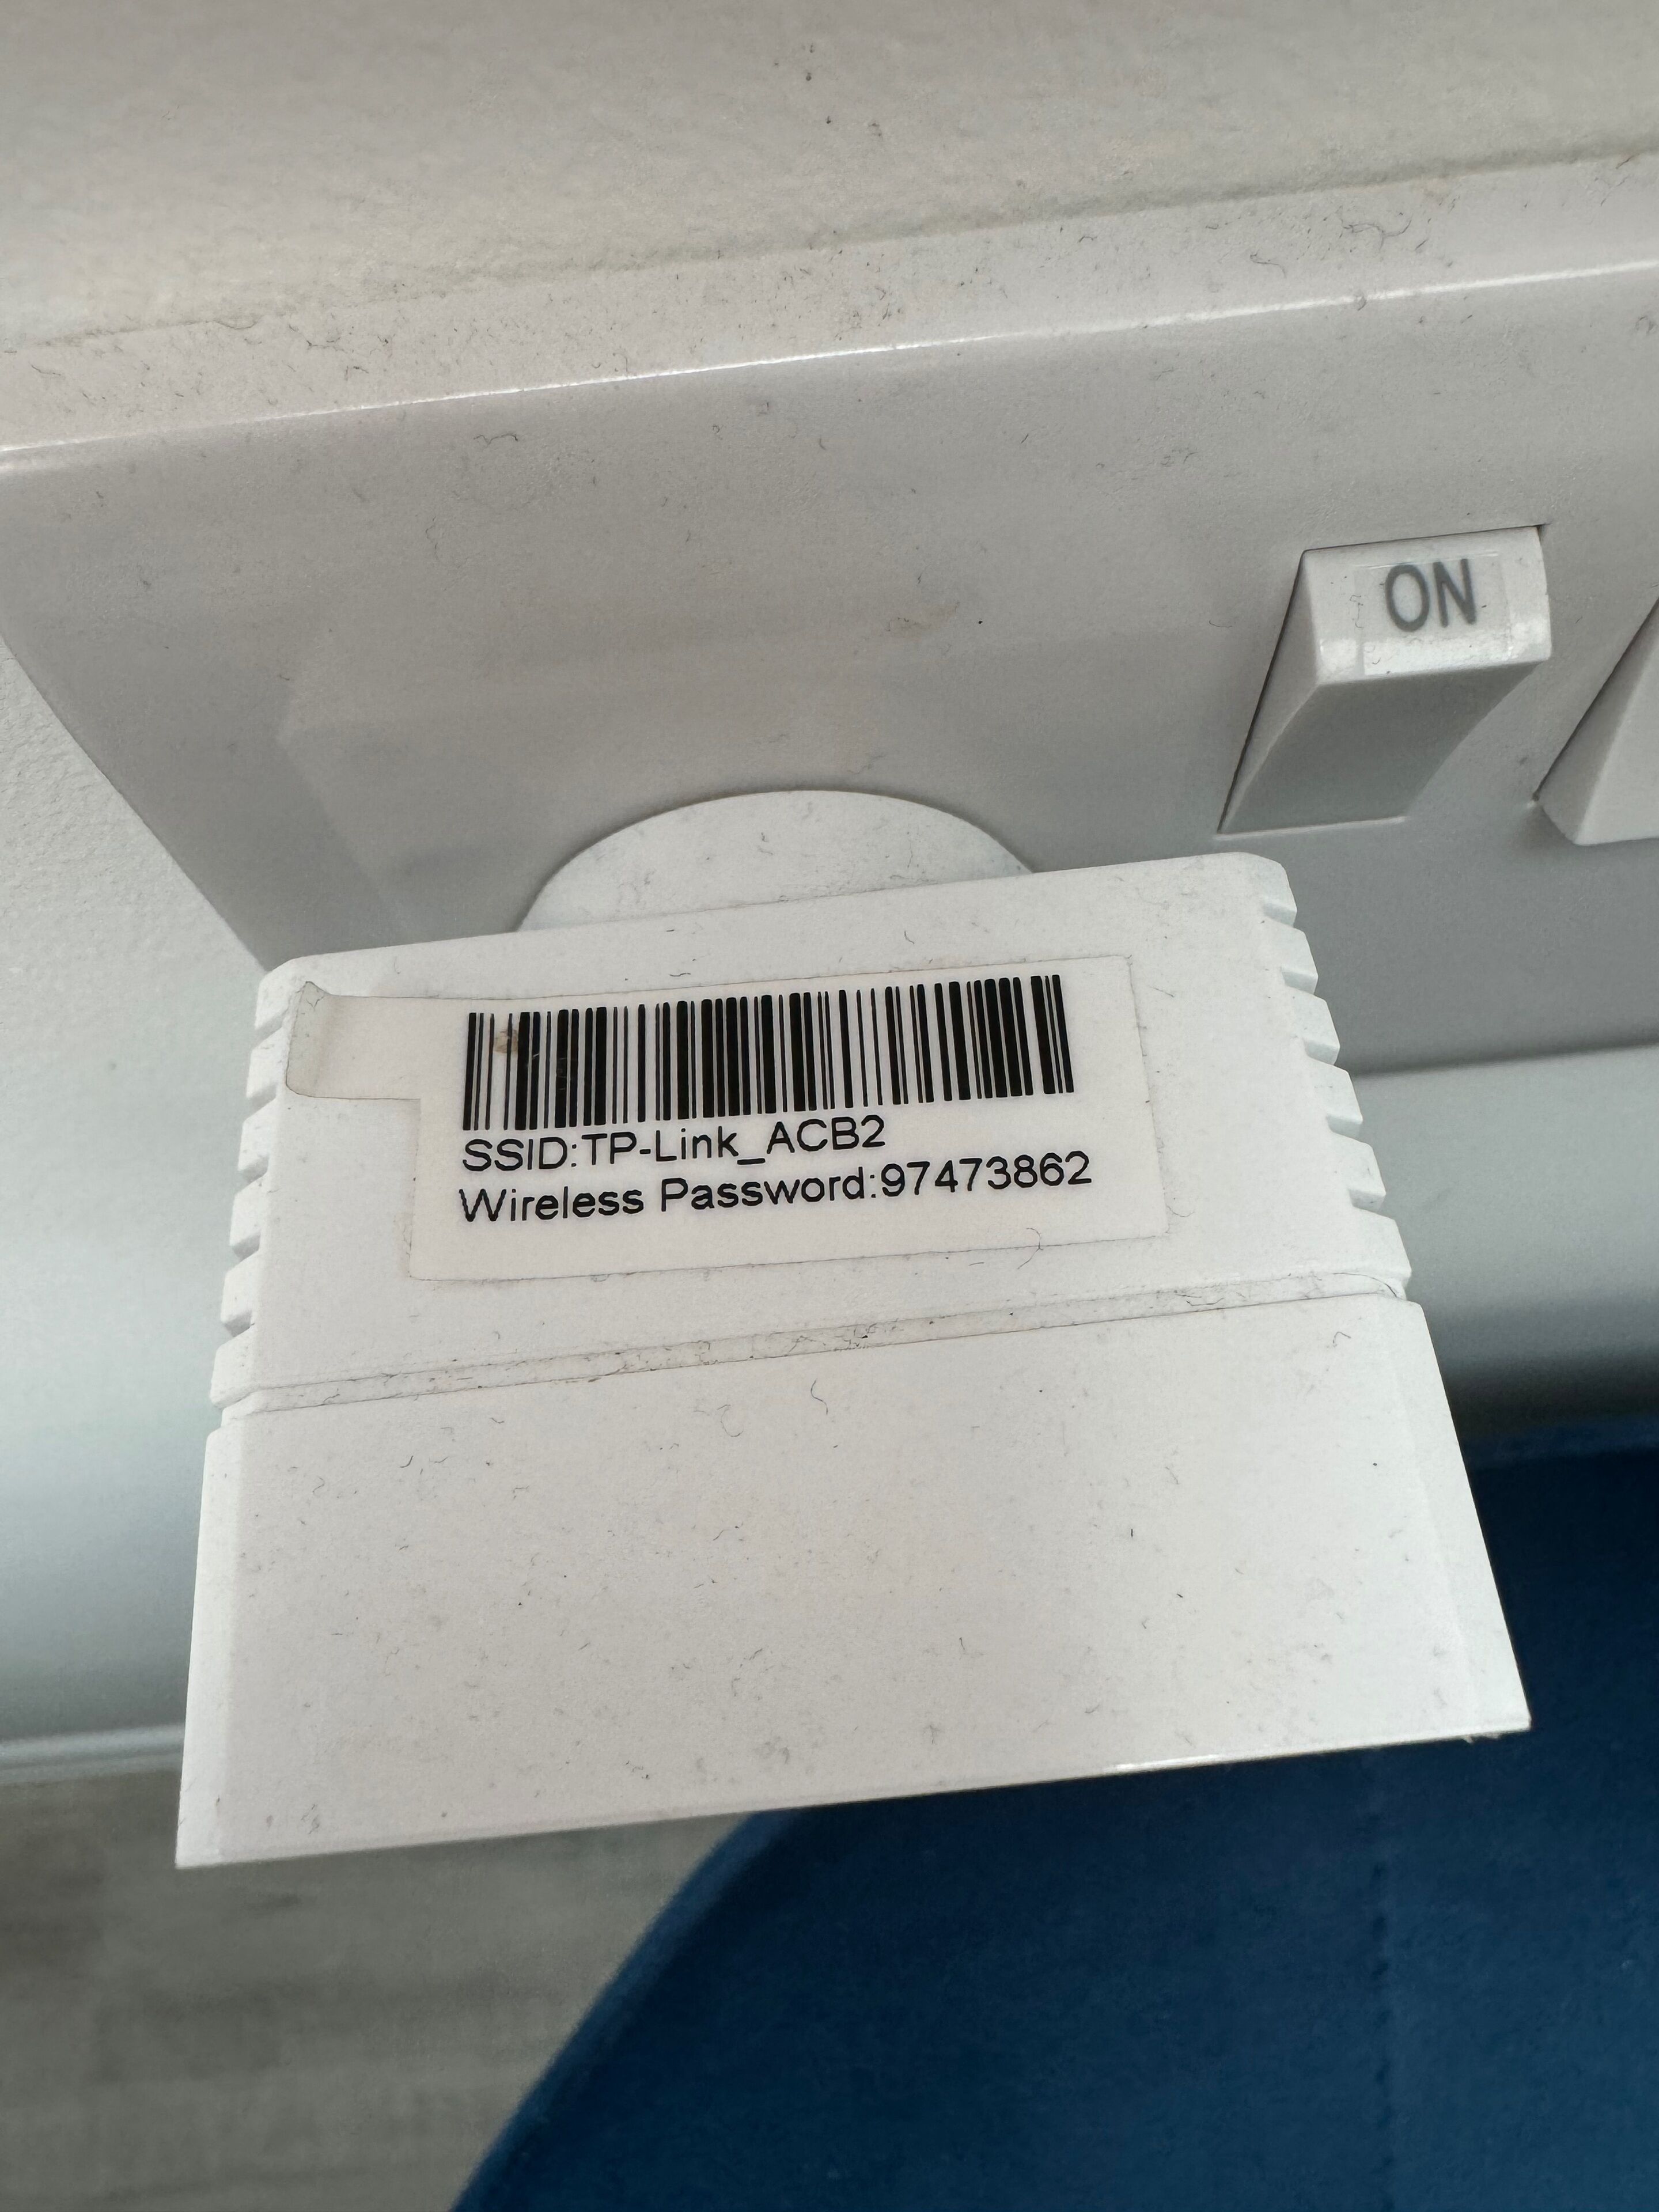 ON
SSID:TP-Link_ACB2
Wireless Password:97473862